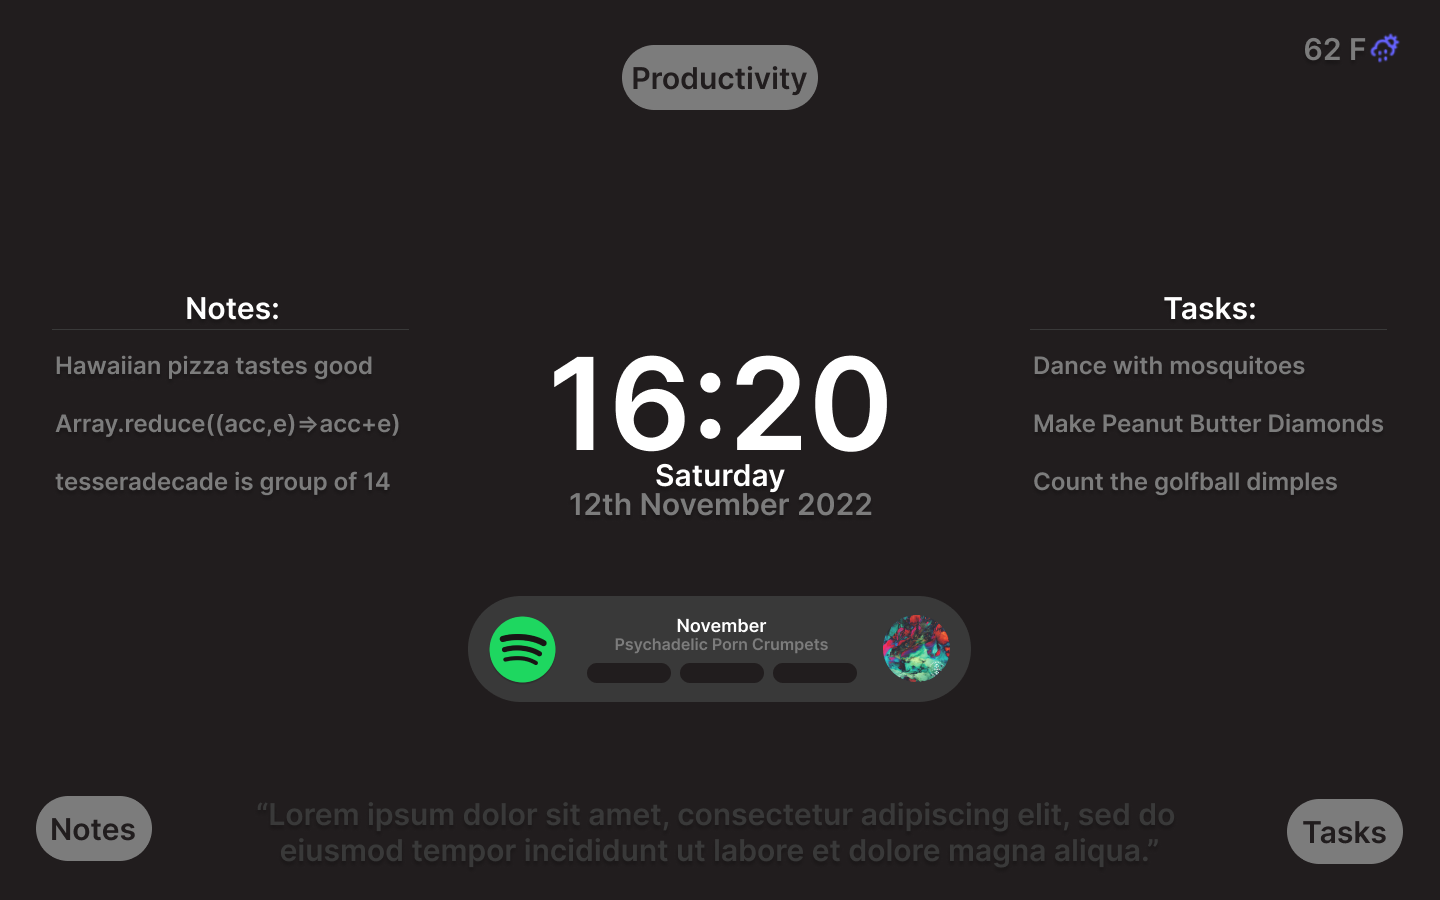 62 F
Productivity
Notes:
Hawaiian pizza tastes good
Array.reduce((acc,e)⇒acc+e)
tesseradecade is group of 14
16:20
Saturday
12th November 2022
Tasks:
Dance with mosquitoes
Make Peanut Butter Diamonds
Count the golfball dimples
November
Psychadelic Porn Crumpets
Notes
“Lorem ipsum dolor sit amet, consectetur adipiscing elit, sed do
eiusmod tempor incididunt ut labore et dolore magna aliqua.”
Tasks